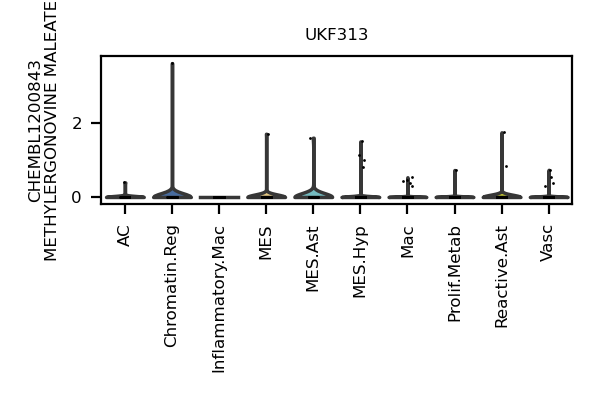 UKF313
CHEMBL1200843
METHYLERGONOVINE MALEATE
2
0
AC
Chromatin.Reg
Inflammatory.Mac
MES
MES.Ast
MES.Hyp
Mac
Prolif.Metab
Reactive.Ast
Vasc